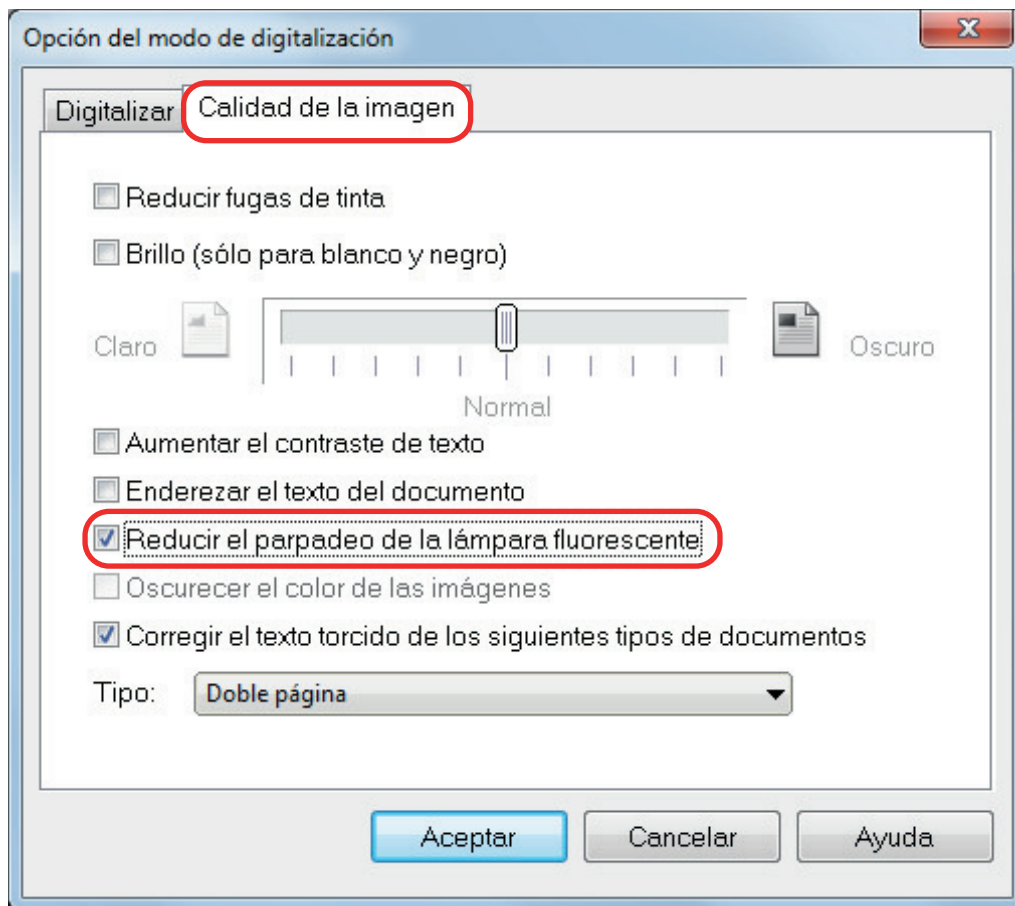 Opción del modo de digitalización
Digitalizar Calidad de la imagen
Reducir fugas de tinta
Brillo (sólo para blanco y negro)
Claro Oscuro
Normal
Aumentar el contraste de texto
Enderezar el texto del documento
Reducir el parpadeo de la lámpara fluorescente
Oscurecer el color de las imágenes
Corregir el texto torcido de los siguientes tipos de documentos
Tipo: Doble página
Aceptar Cancelar Ayuda